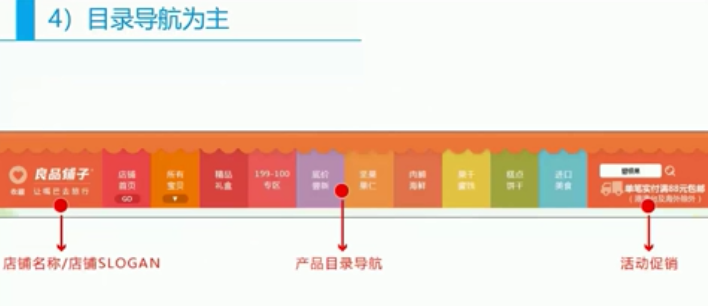 4）目录导航为主
良品铺子
让嘴巴去旅行
收藏
店铺
首页
GO
所有
宝贝
精品
礼盒
199-100
专区
坚果
果仁
肉脯
海鲜
果干
蜜饯
糕点
饼干
进口
美食
单笔实付满88元包邮
店铺名称/店铺SLOGAN
产品目录导航
活动促销